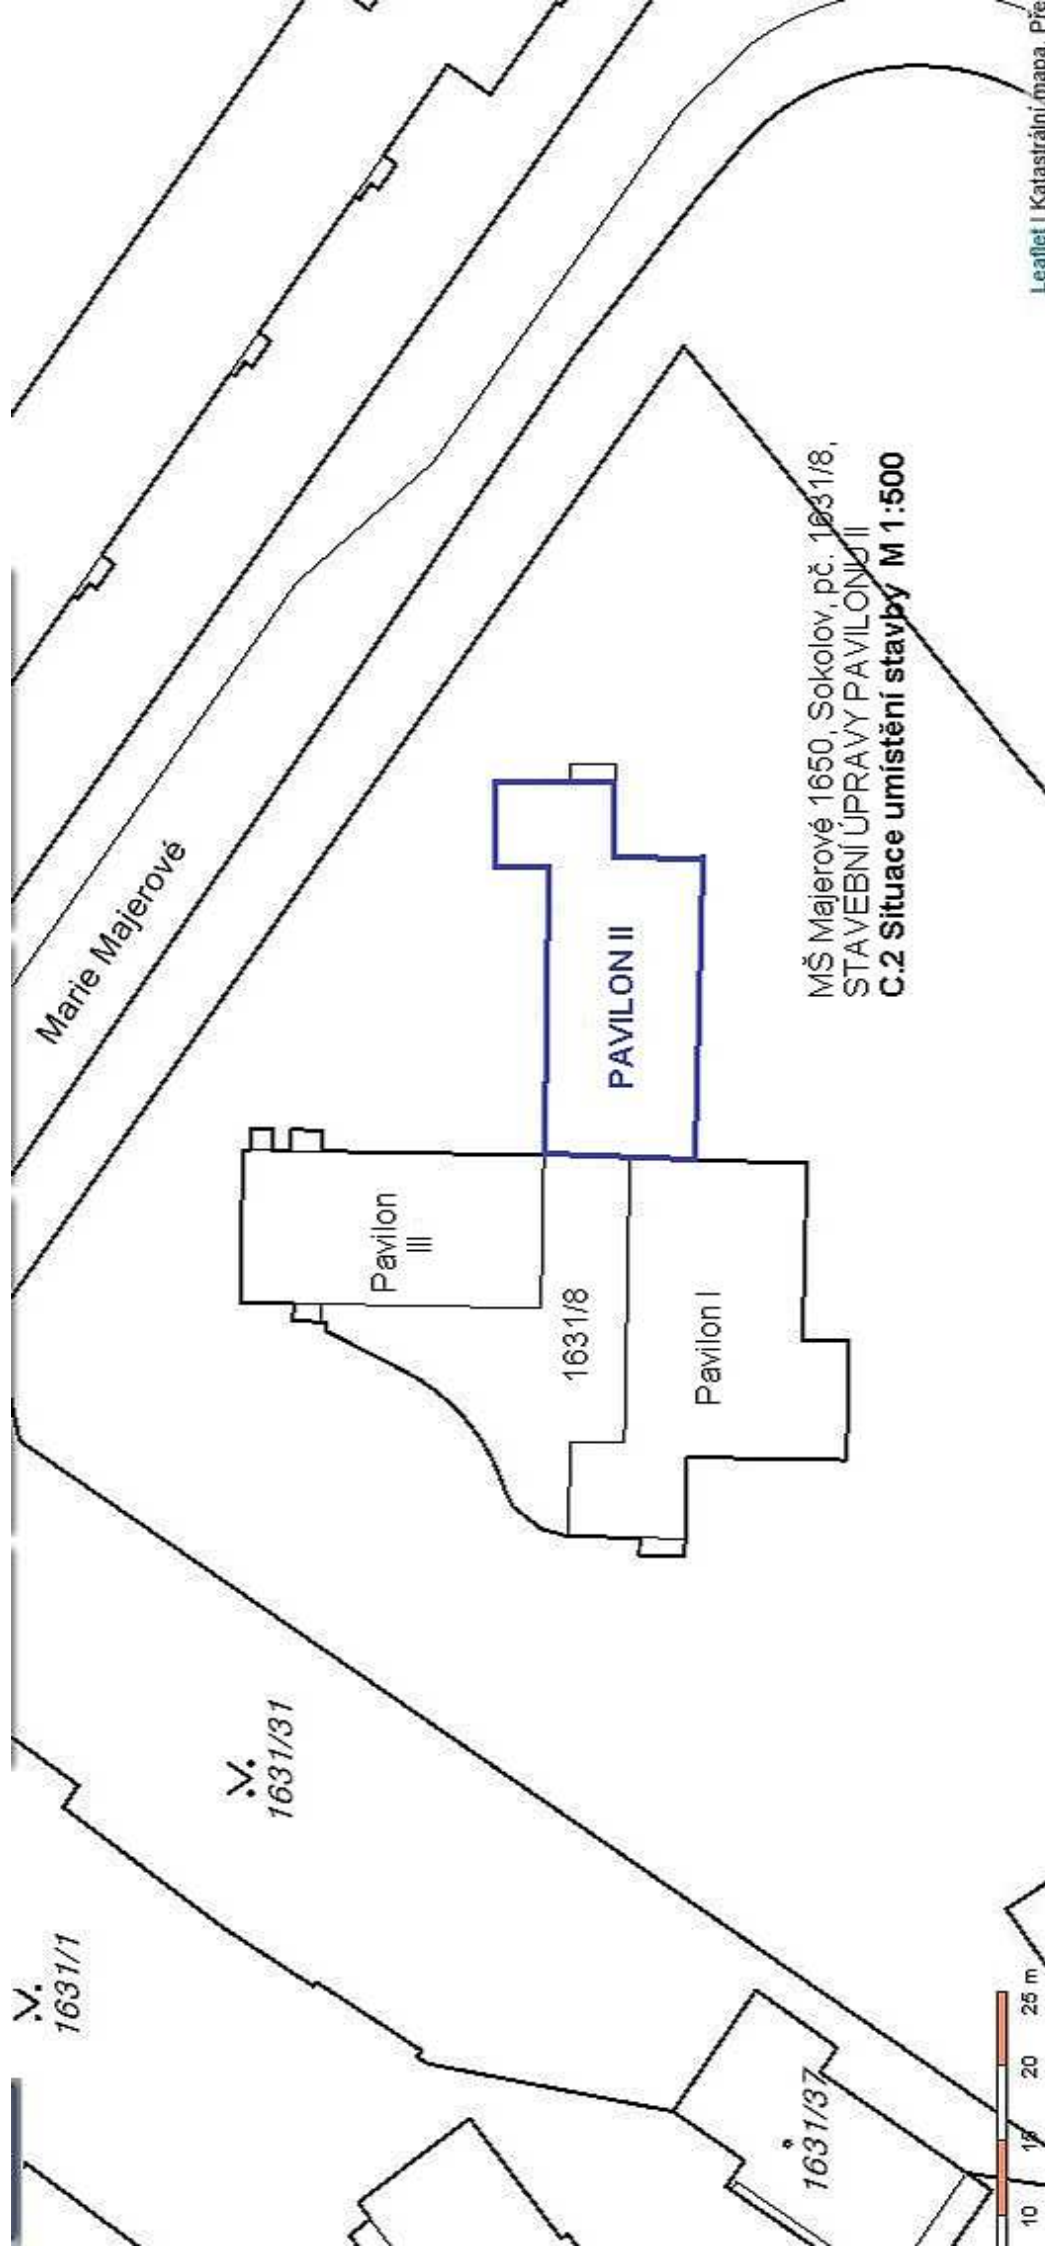 Marie Majerové
Pavilon
III
1631/8
Pavilon I
PAVILON II
MŠ Majerové 1650, Sokolov, pč. 1631/8,
STAVEBNÍ ÚPRAVY PAVILONU II
C.2 Situace umístění stavby M 1:500
1631/1
1631/31
1631/37
10 15 20 25 m
Leaflet | Katastrální mapa, Pře